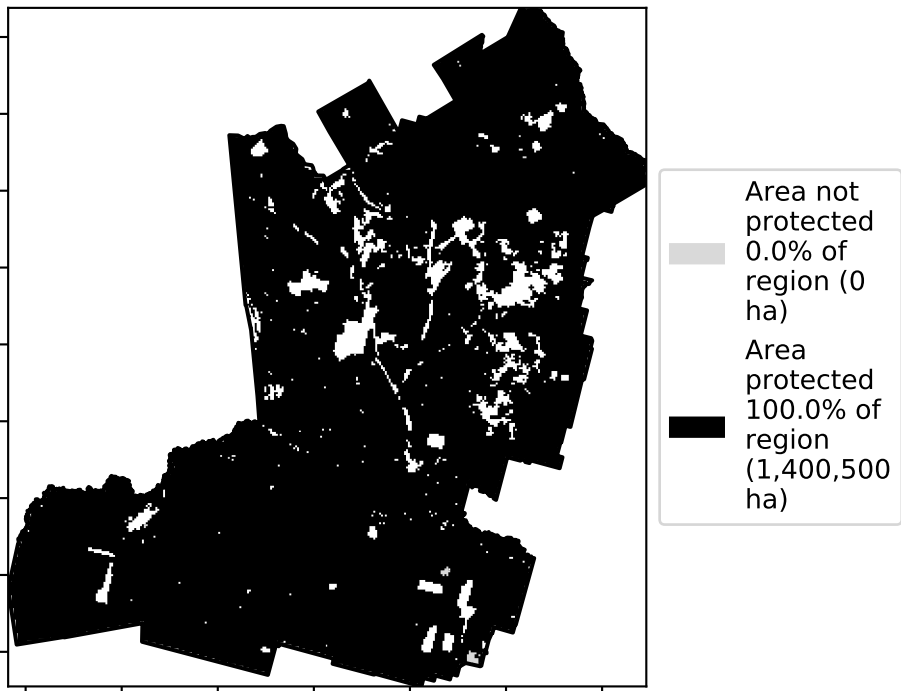 Area not
protected
0.0% of
region (0
ha)
Area
protected
100.0% of
region
(1,400,500
ha)